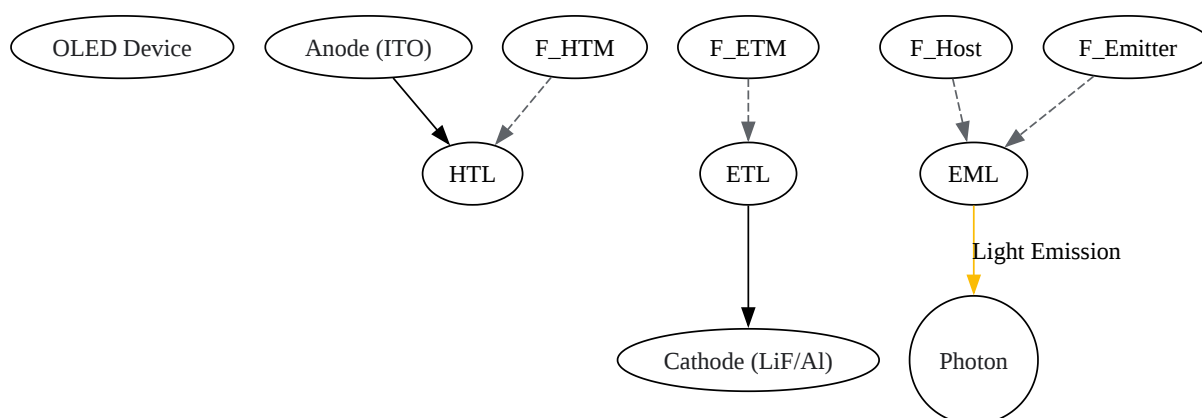 OLED Device
Anode (ITO)
F_HTM
F_ETM
F_Host
F_Emitter
HTL
ETL
EML
Light Emission
Cathode (LiF/Al)
Photon